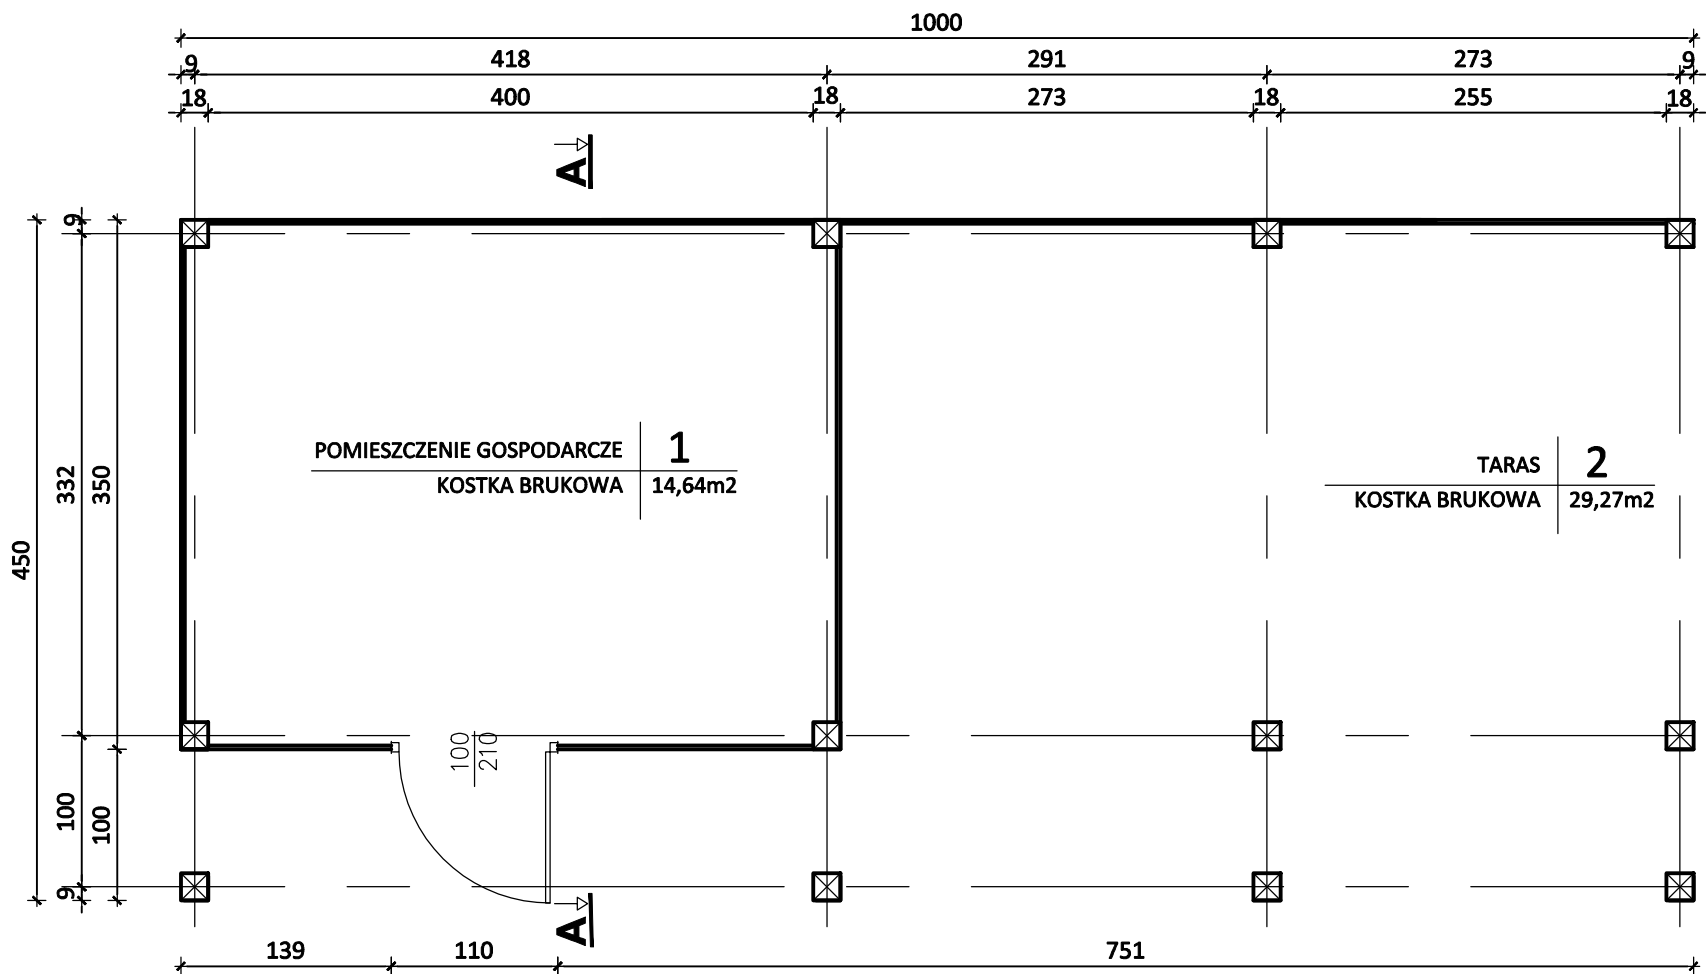 1000
9 418 291 273 9
18 400 18 273 18 255 18
A
9
POMIESZCZENIE GOSPODARCZE 1
KOSTKA BRUKOWA 14,64m2
TARAS 2
KOSTKA BRUKOWA 29,27m2
450
332
350
100
210
100
100
9
A
139 110 751